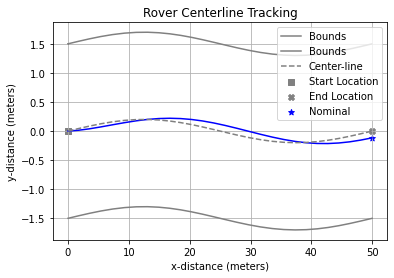 Rover Centerline Tracking
Bounds
Bounds
Center-line
Start Location
End Location
Nominal
y-distance (meters)
1.5
1.0
0.5
0.0
−0.5
−1.0
−1.5
0 10 20 30 40 50
x-distance (meters)